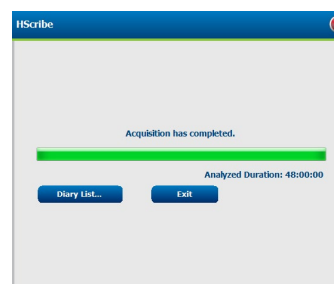 HScribe
Acquisition has completed.
Analyzed Duration: 48:00:00
Diary List... Exit